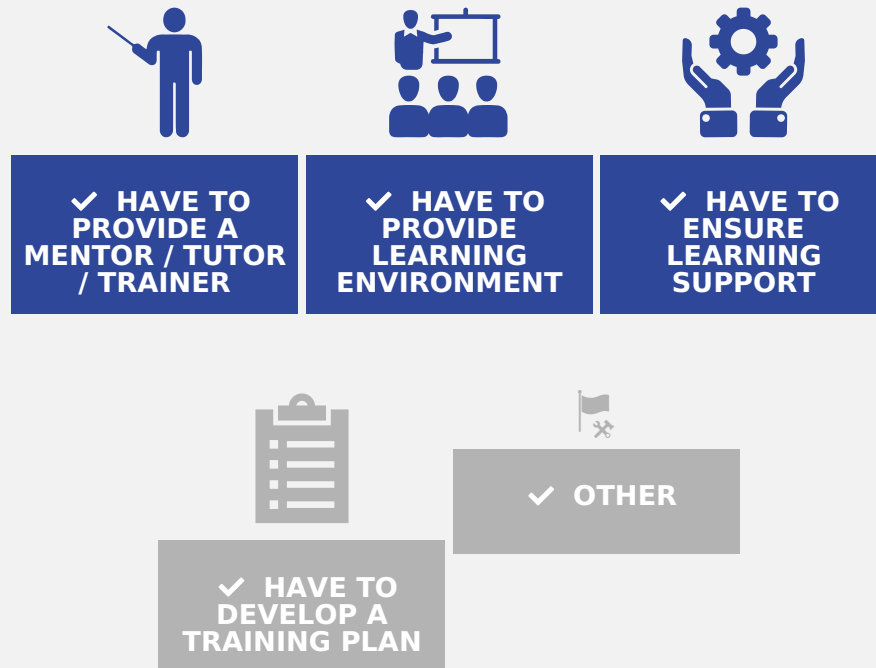 ✓ HAVE TO
PROVIDE A
MENTOR / TUTOR
/ TRAINER
✓ HAVE TO
PROVIDE
LEARNING
ENVIRONMENT
✓ HAVE TO
ENSURE
LEARNING
SUPPORT
✓ OTHER
✓ HAVE TO
DEVELOP A
TRAINING PLAN